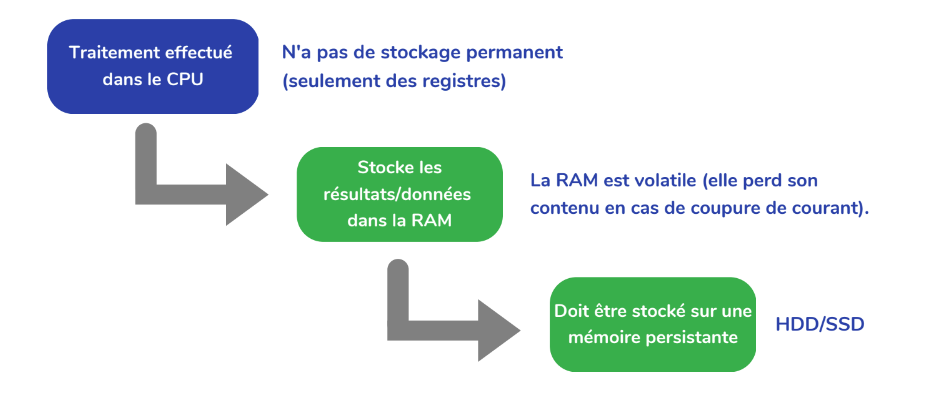 Traitement effectué
dans le CPU
N'a pas de stockage permanent
(seulement des registres)
Stocke les
résultats/données
dans la RAM
La RAM est volatile (elle perd son
contenu en cas de coupure de courant).
Doit être stocké sur une
mémoire persistante
HDD/SSD